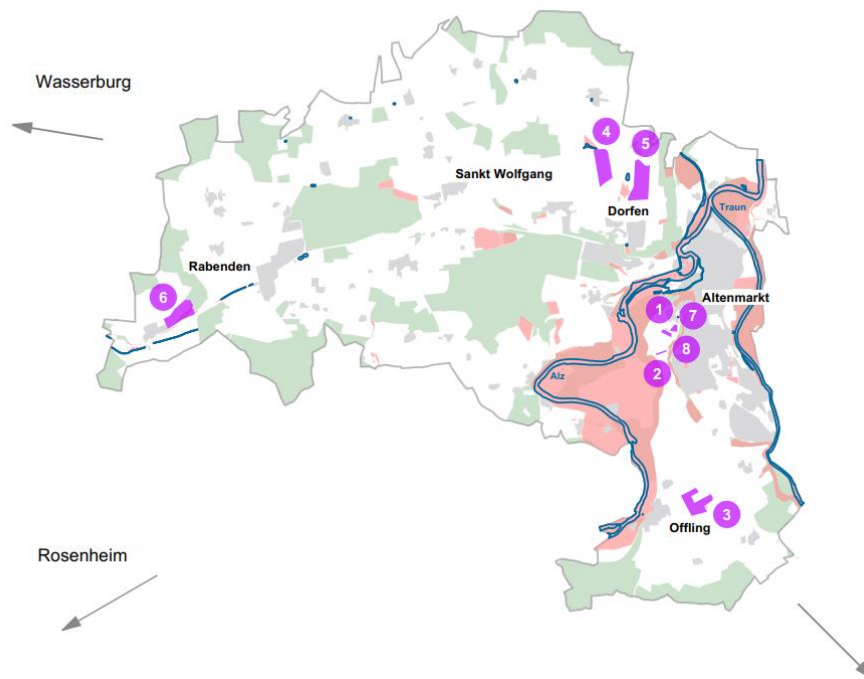 Wasserburg
4
5
Sankt Wolfgang
Dorfen
Traun
Rabenden
6
Altenmarkt
1
7
8
2
Alz
3
Offling
Rosenheim